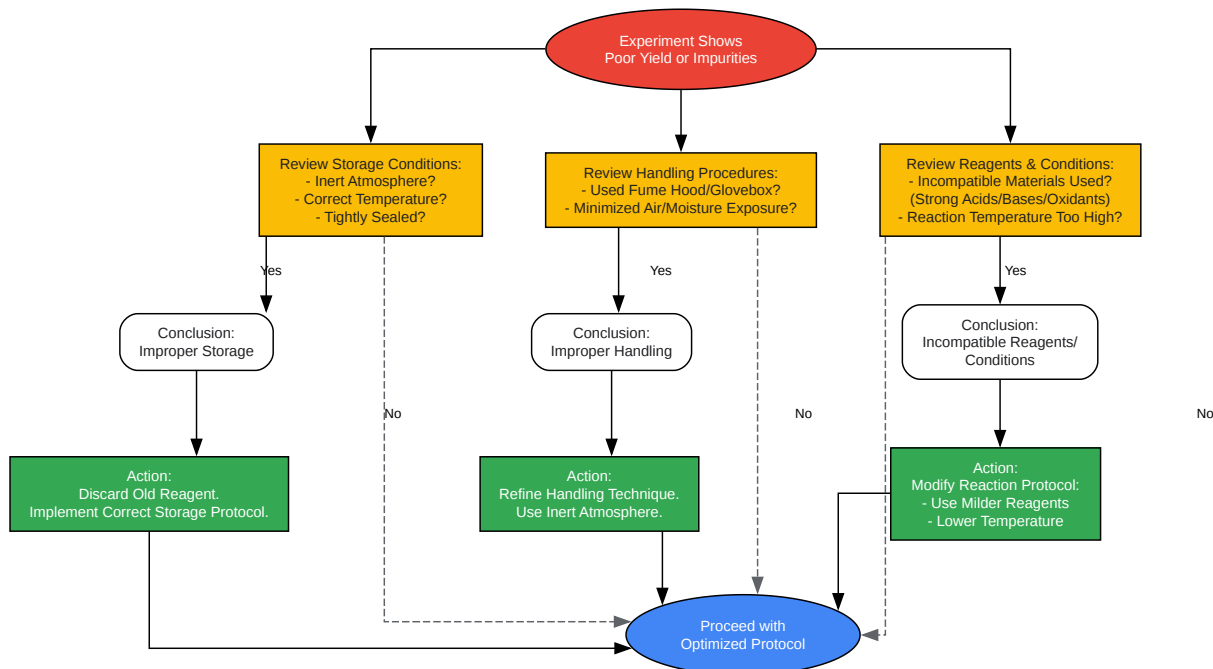 Experiment Shows
Poor Yield or Impurities
Review Storage Conditions:
- Inert Atmosphere?
- Correct Temperature?
- Tightly Sealed?
Review Handling Procedures:
- Used Fume Hood/Glovebox?
- Minimized Air/Moisture Exposure?
Review Reagents & Conditions:
- Incompatible Materials Used?
(Strong Acids/Bases/Oxidants)
- Reaction Temperature Too High?
Yes
Yes
Yes
Conclusion:
Improper Storage
Conclusion:
Improper Handling
Conclusion:
Incompatible Reagents/
Conditions
No
No
No
Action:
Discard Old Reagent.
Implement Correct Storage Protocol.
Action:
Refine Handling Technique.
Use Inert Atmosphere.
Action:
Modify Reaction Protocol:
- Use Milder Reagents
- Lower Temperature
Proceed with
Optimized Protocol